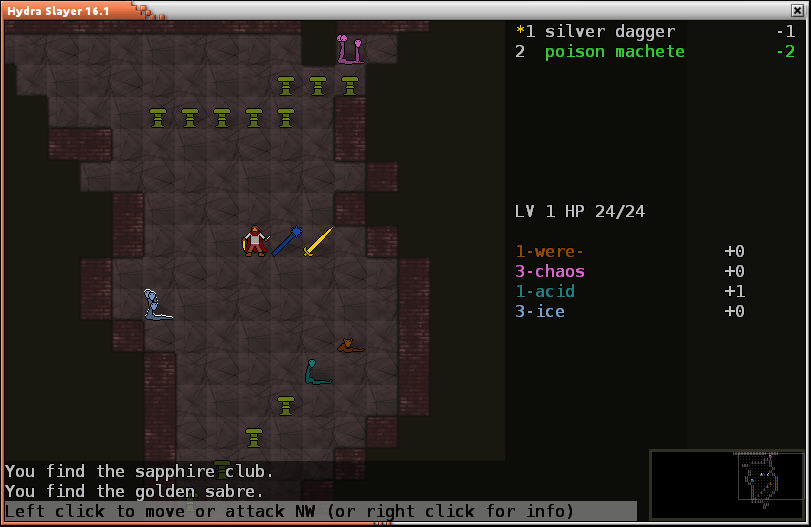 Hydra Slayer 16.1
*1 silver dagger -1
2 poison machete -2
LV 1 HP 24/24
1-were- +0
3-chaos +0
1-acid +1
3-ice +0
You find the sapphire club.
You find the golden sabre.
Left click to move or attack NW (or right click for info)